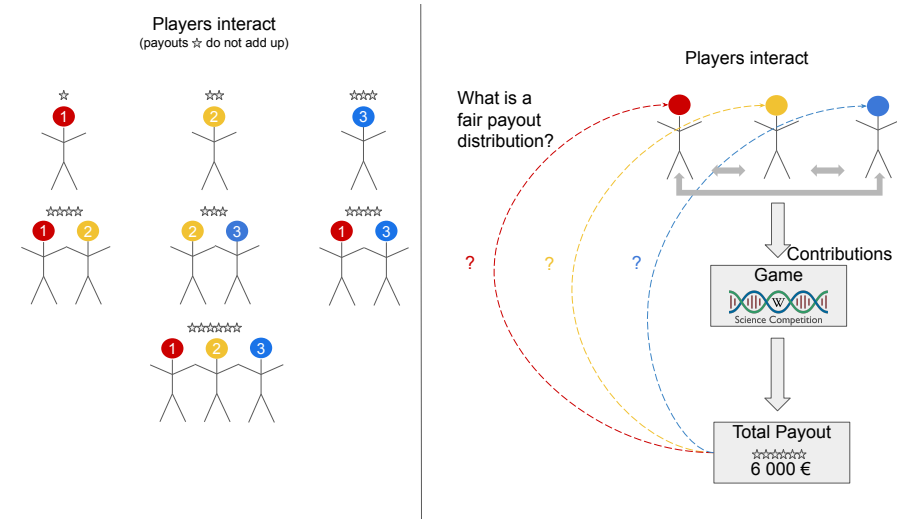 Players interact
(payouts ☆ do not add up)
☆
☆☆
☆☆☆
1
2
3
☆☆☆☆☆
☆☆☆☆
☆☆☆☆☆
1 2
2 3
1 3
☆☆☆☆☆☆
1 2 3
Players interact
What is a
fair payout
distribution?
? ? ?
Contributions
Game
W
Science Competition
Total Payout
☆☆☆☆☆☆
6 000 €